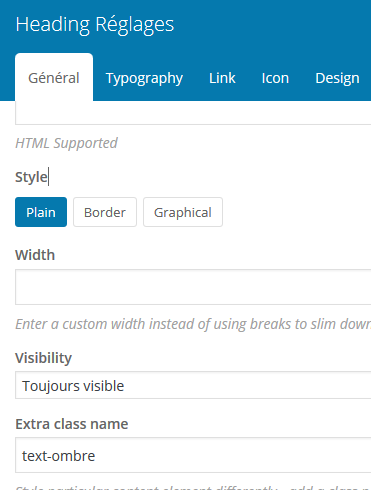 Heading Réglages
Général Typography Link Icon Design
HTML Supported
Style
Plain Border Graphical
Width
Enter a custom width instead of using breaks to slim down
Visibility
Toujours visible
Extra class name
text-ombre
Style particular content element differently - add a class n